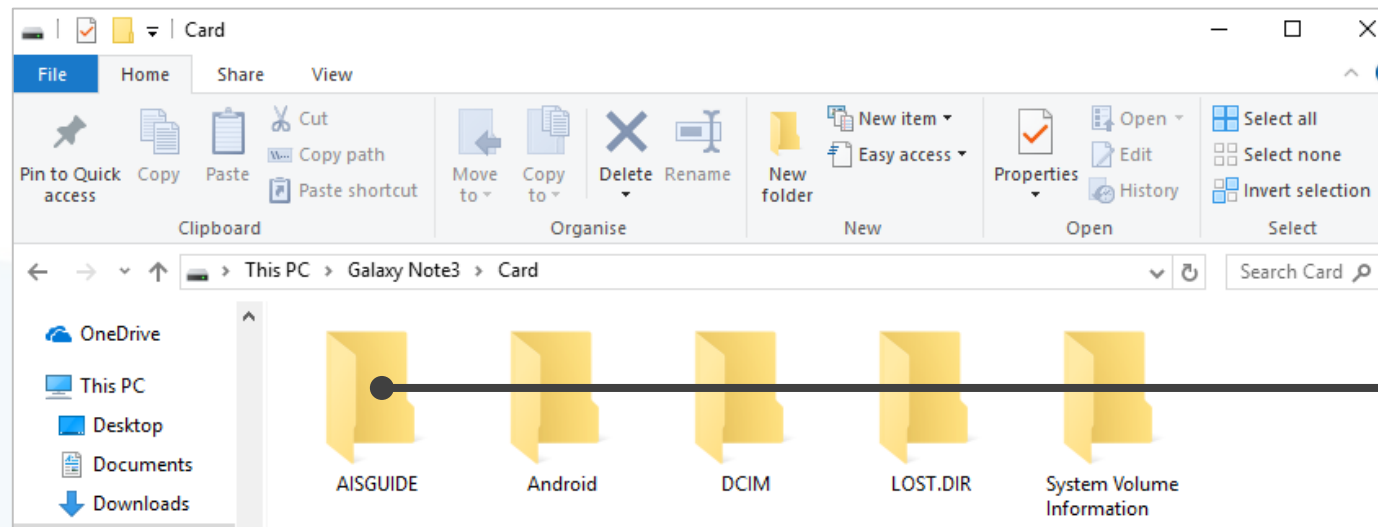 Card
File Home Share View
Pin to Quick access
Copy
Paste
Cut
Copy path
Paste shortcut
Clipboard
Move to
Copy to
Delete
Rename
Organise
New folder
New item
Easy access
New
Properties
Open
Edit
History
Open
Select all
Select none
Invert selection
Select
This PC > Galaxy Note3 > Card
Search Card
OneDrive
This PC
Desktop
Documents
Downloads
AISGUIDE
Android
DCIM
LOST.DIR
System Volume
Information